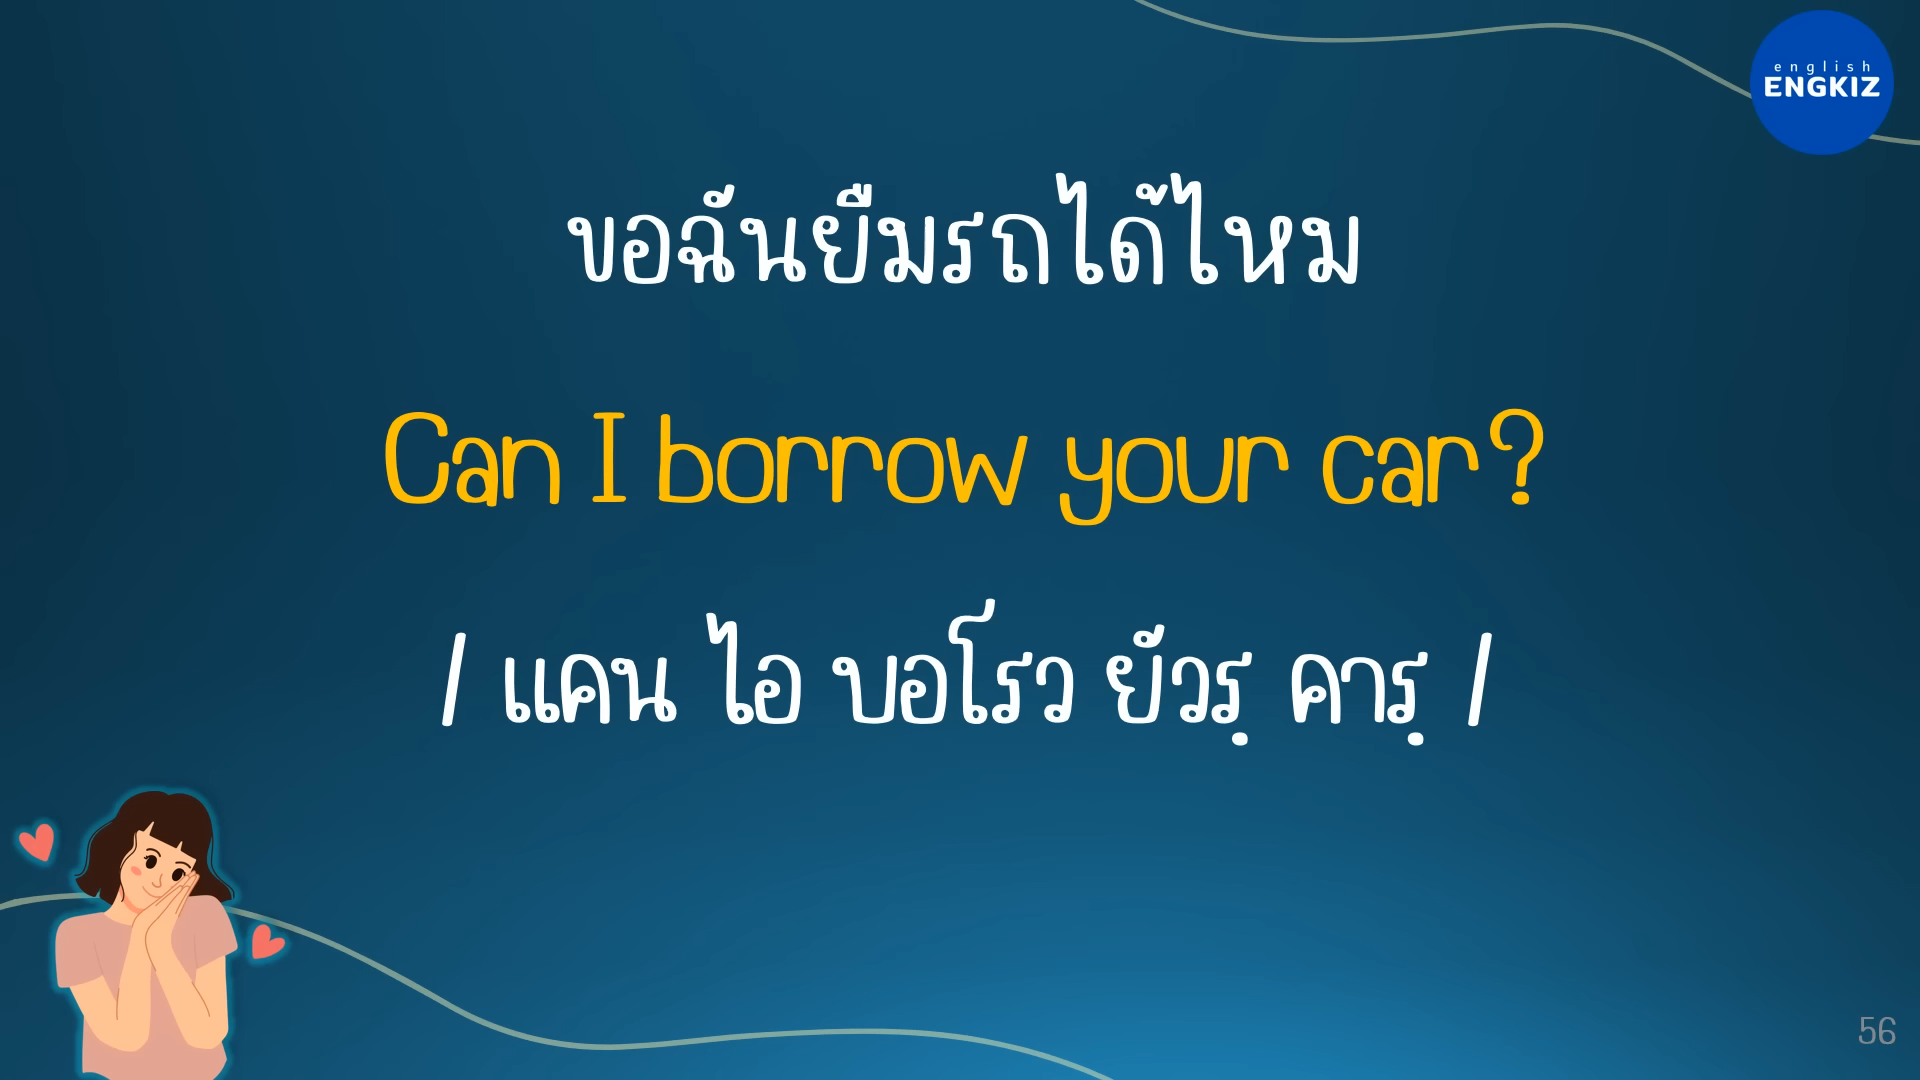 english
ENGKIZ
ขอฉันยืมรถได้ไหม
Can I borrow your car?
/ แคน ไอ บอโรว ยัวรฺ คารฺ /
56